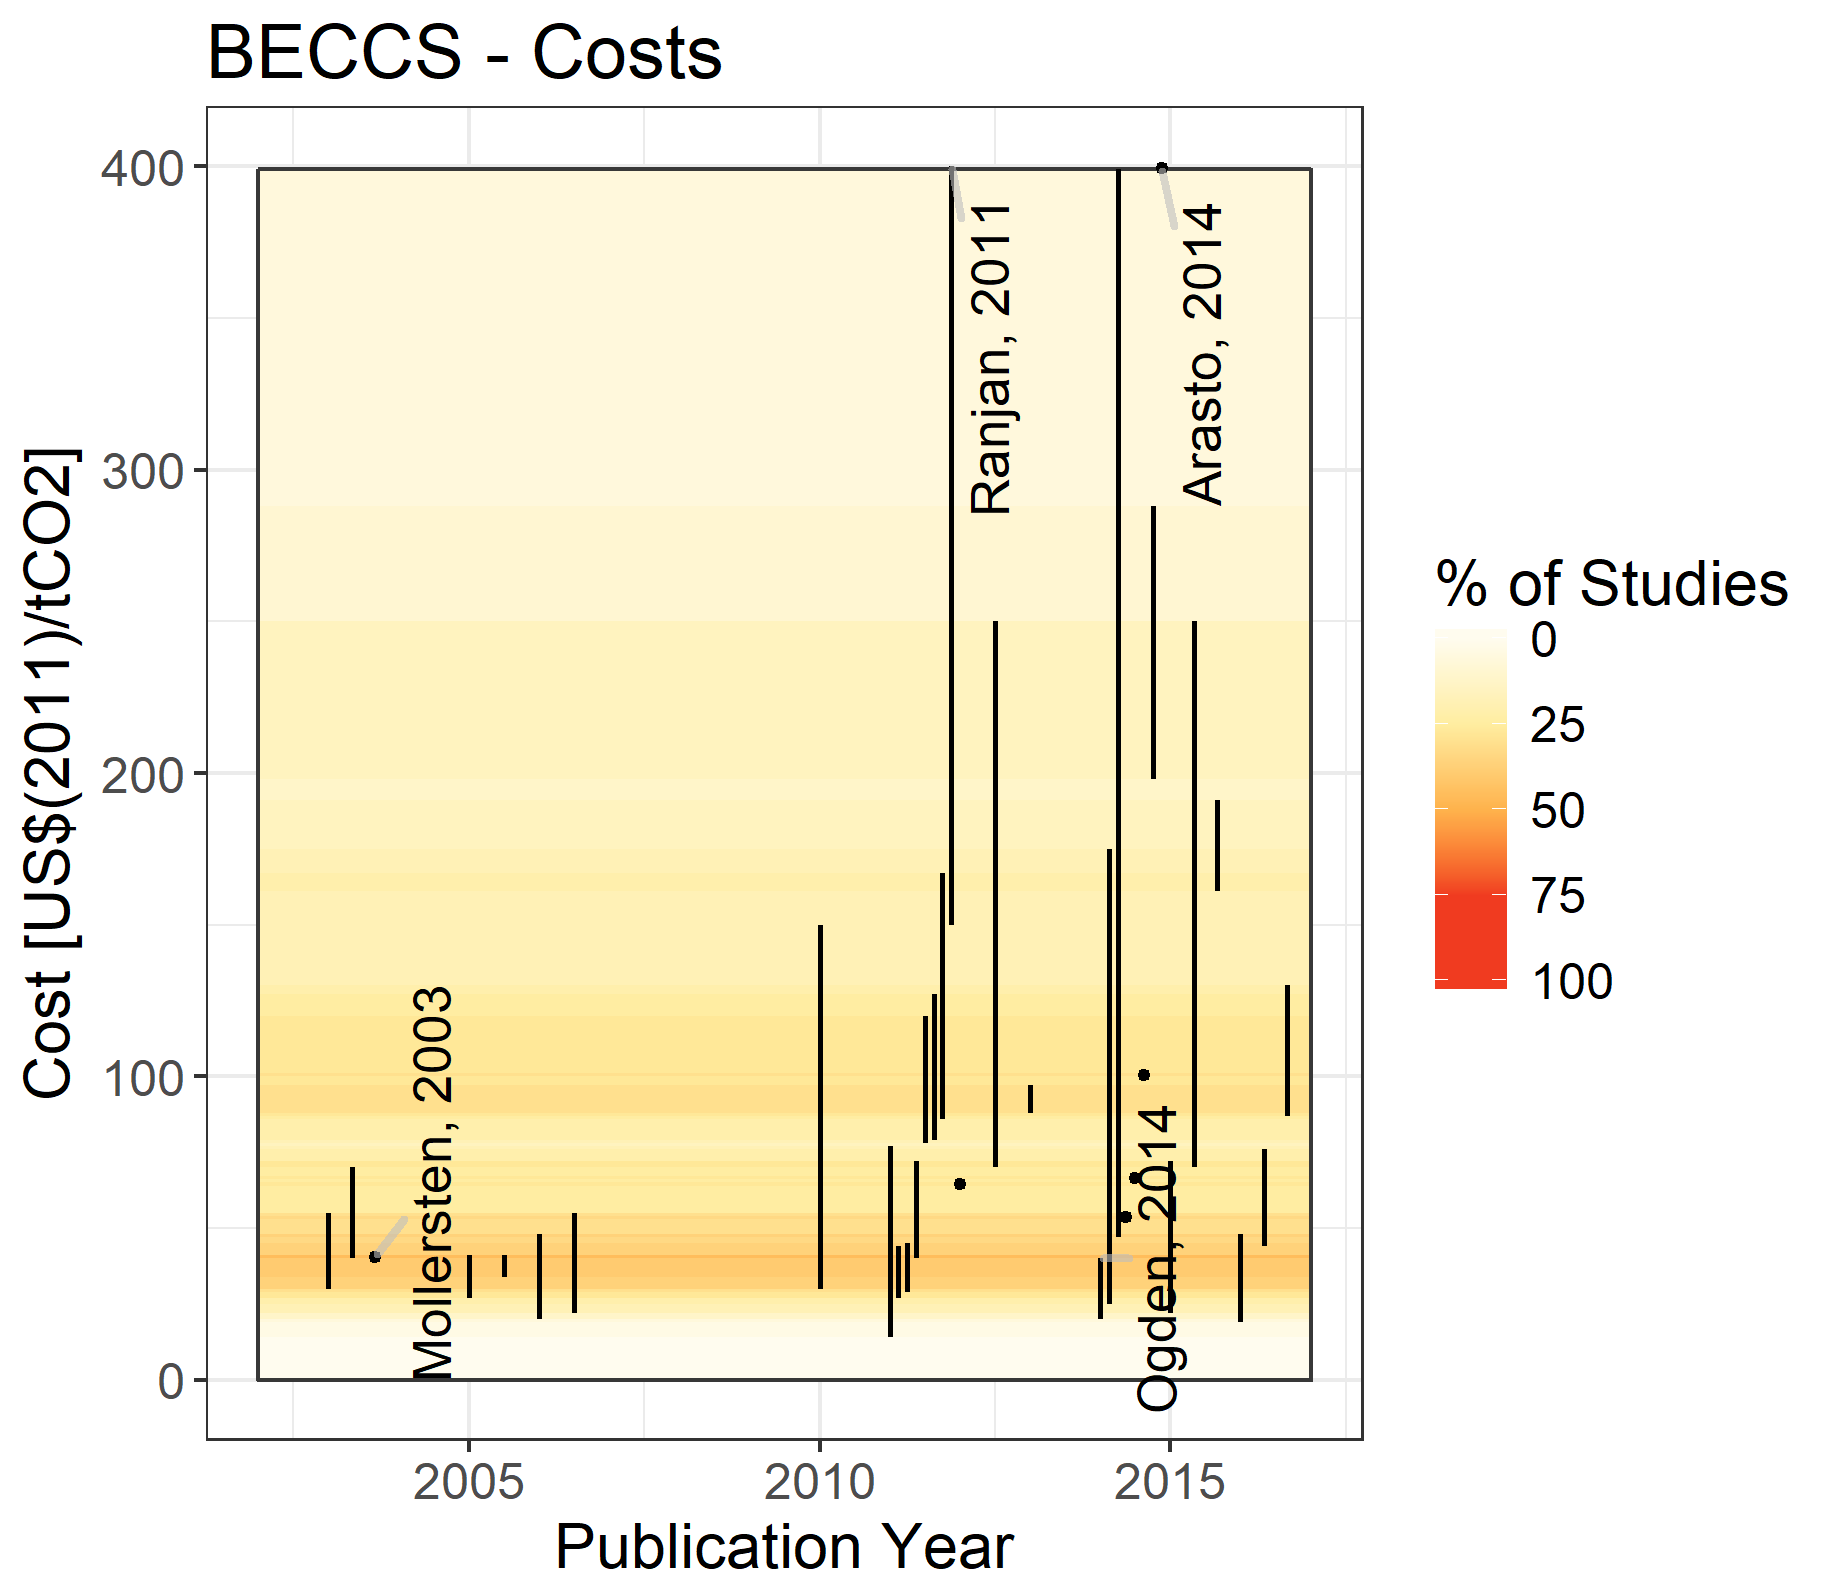 BECCS - Costs
Cost [US$(2011)/tCO2]
400
300
200
100
0
Ranjan, 2011
Arasto, 2014
Mollersten, 2003
Ogden, 2014
2005
2010
2015
Publication Year
% of Studies
0
25
50
75
100